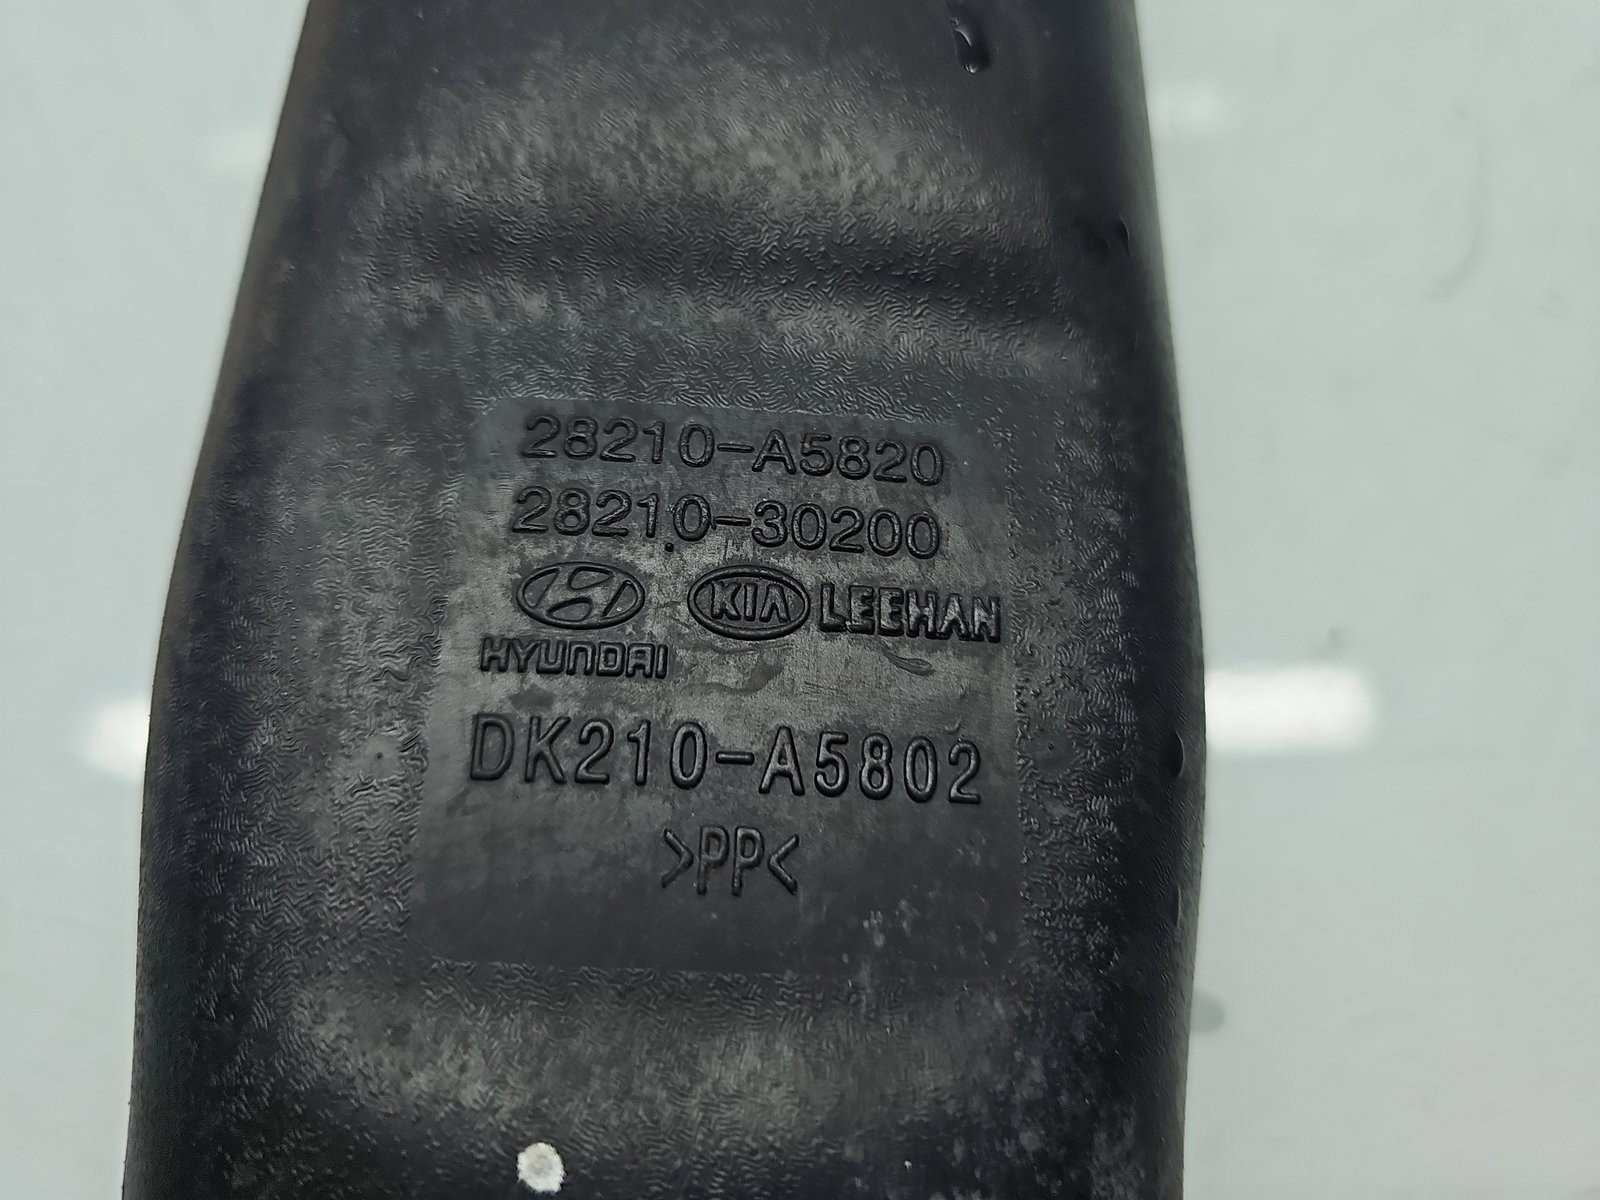 28210-A5820
28210-30200
KIA LEEHAN
HYUNDAI
DK210-A5802
>PP<